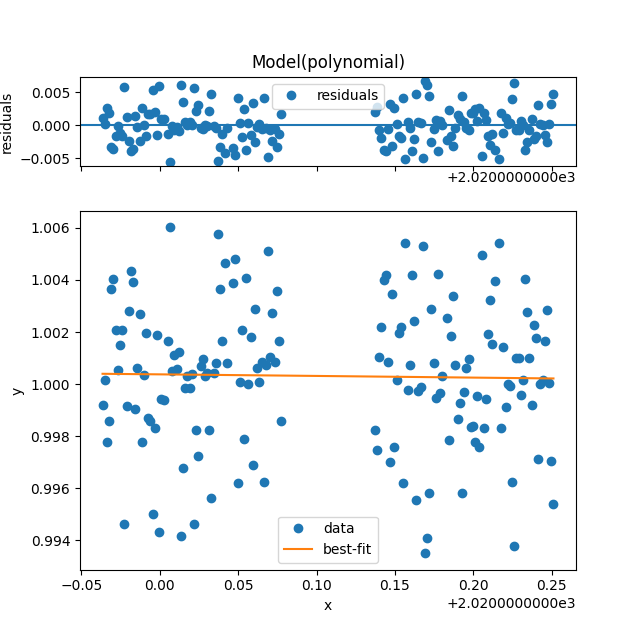 Model(polynomial)
residuals
0.005
0.000
−0.005
residuals
+2.0200000000e3
y
1.006
1.004
1.002
1.000
0.998
0.996
0.994
data
best-fit
−0.05
0.00
0.05
0.10
0.15
0.20
0.25
x
+2.0200000000e3